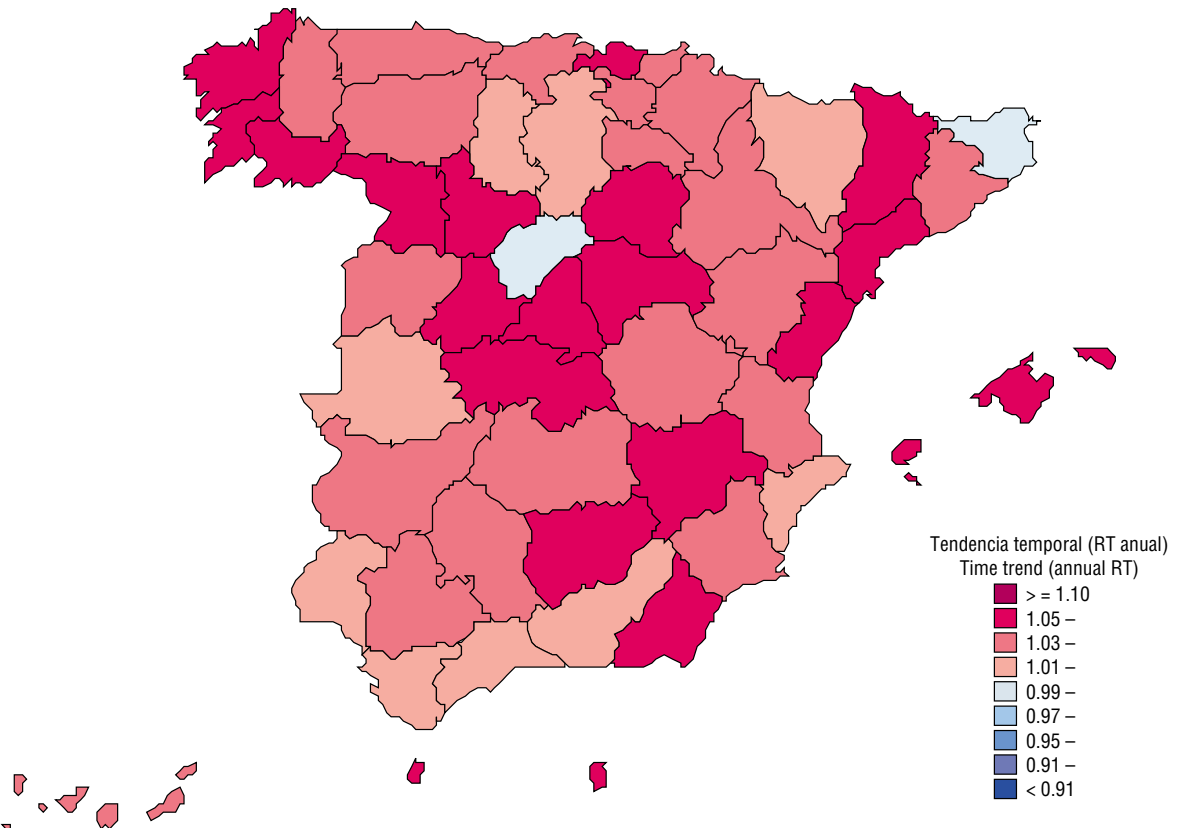 Tendencia temporal (RT anual)
Time trend (annual RT)
> = 1.10
1.05 –
1.03 –
1.01 –
0.99 –
0.97 –
0.95 –
0.91 –
< 0.91